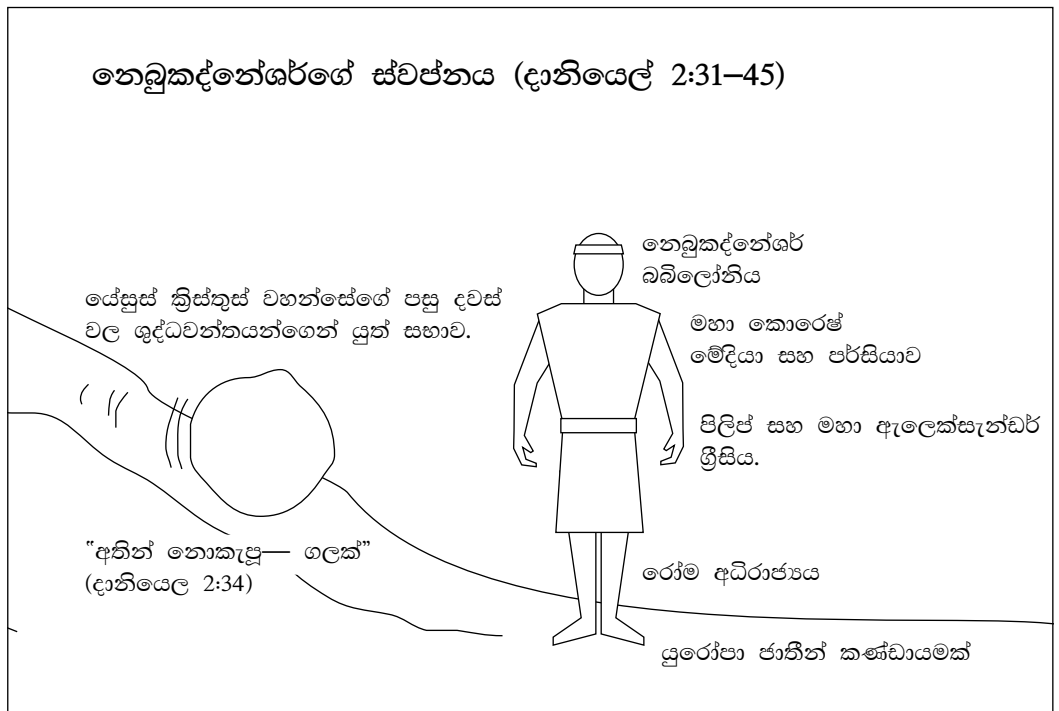 නෙබුකද්නේශර්ගේ ස්වප්නය (දානියෙල් 2:31–45)
නෙබුකද්නේශර්
බබිලෝනිය
යේසුස් ක්‍රිස්තුස් වහන්සේගේ පසු දවස්
වල ශුද්ධවන්තයන්ගෙන් යුත් සභාව.
මහා කොරෙෂ්
මේදියා සහ පර්සියාව
පිලිප් සහ මහා ඇලෙක්සැන්ඩර්
ග්‍රීසිය.
“අතින් නොකැපූ— ගලක්”
(දානියෙල 2:34)
රෝම අධිරාජ්‍යය
යුරෝපා ජාතීන් කණ්ඩායමක්